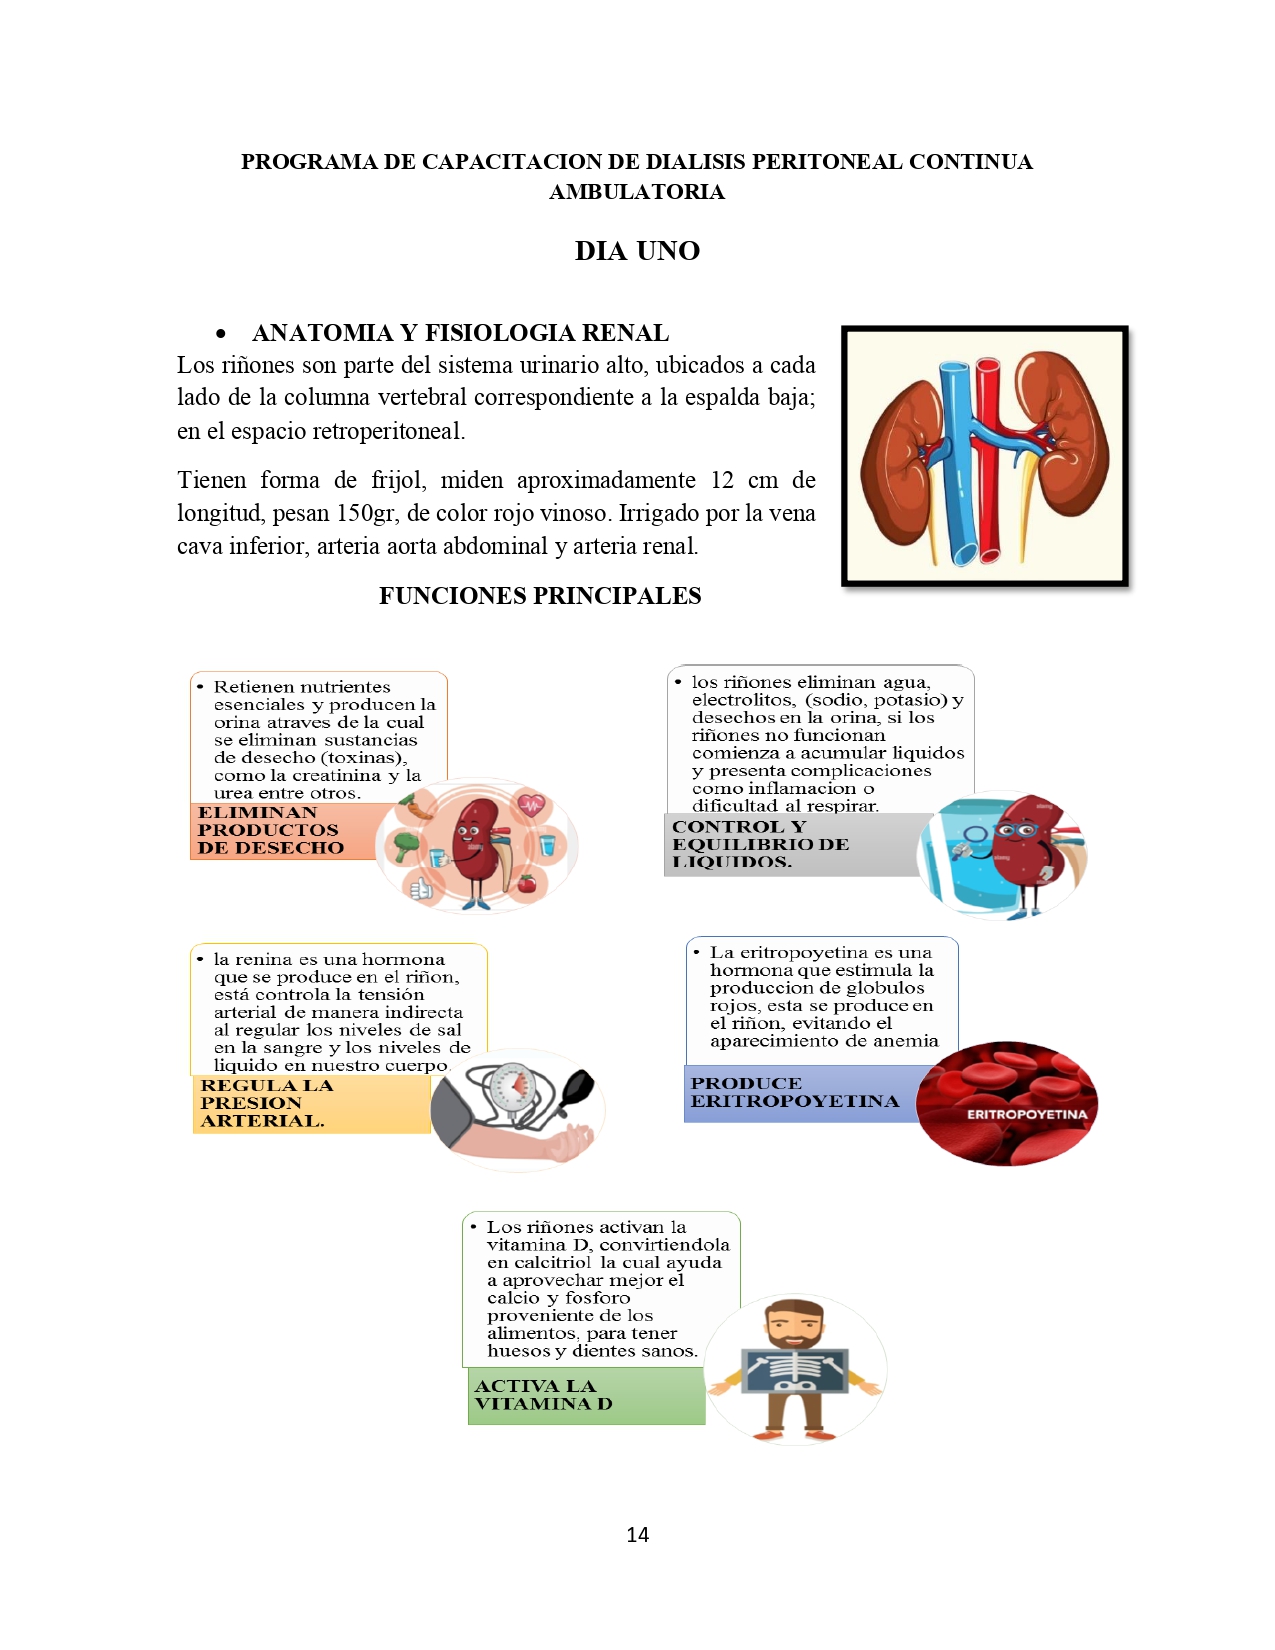 PROGRAMA DE CAPACITACION DE DIALISIS PERITONEAL CONTINUA
AMBULATORIA
DIA UNO
• ANATOMIA Y FISIOLOGIA RENAL
Los riñones son parte del sistema urinario alto, ubicados a cada
lado de la columna vertebral correspondiente a la espalda baja;
en el espacio retroperitoneal.
Tienen forma de frijol, miden aproximadamente 12 cm de
longitud, pesan 150gr, de color rojo vinoso. Irrigado por la vena
cava inferior, arteria aorta abdominal y arteria renal.
FUNCIONES PRINCIPALES
• Retienen nutrientes
esenciales y producen la
orina atraves de la cual
se eliminan sustancias
de desecho (toxinas),
como la creatinina y la
urea entre otros.
ELIMINAN
PRODUCTOS
DE DESECHO
• los riñones eliminan agua,
electrolitos, (sodio, potasio) y
desechos en la orina, si los
riñones no funcionan
comienza a acumular liquidos
y presenta complicaciones
como inflamacion o
dificultad al respirar.
CONTROL Y
EQUILIBRIO DE
LIQUIDOS.
• la renina es una hormona
que se produce en el riñon,
está controla la tensión
arterial de manera indirecta
al regular los niveles de sal
en la sangre y los niveles de
liquido en nuestro cuerpo.
REGULA LA
PRESION
ARTERIAL.
• La eritropoyetina es una
hormona que estimula la
produccion de globulos
rojos, esta se produce en
el riñon, evitando el
aparecimiento de anemia
PRODUCE
ERITROPOYETINA
ERITROPOYETINA
• Los riñones activan la
vitamina D, convirtiendola
en calcitriol la cual ayuda
a aprovechar mejor el
calcio y fosforo
proveniente de los
alimentos, para tener
huesos y dientes sanos.
ACTIVA LA
VITAMINA D
14